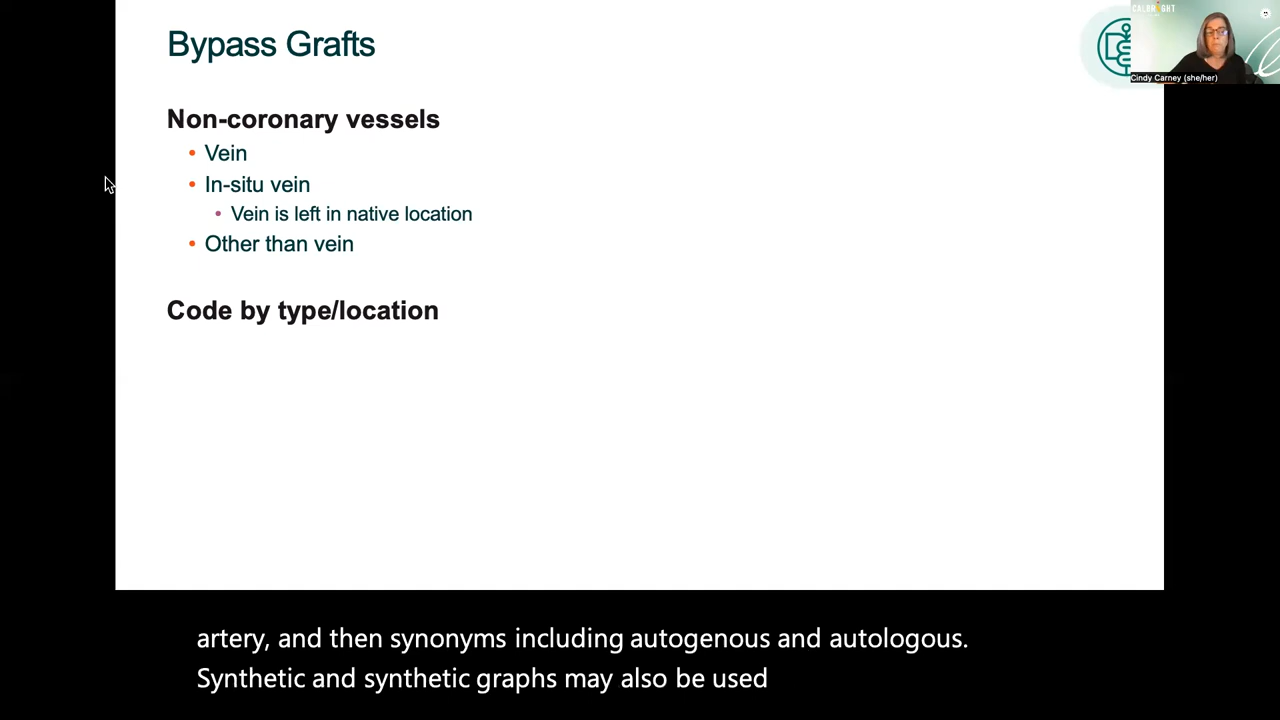 Bypass Grafts
CALBRIGHT
Cindy Carney (she/her)
Non-coronary vessels
• Vein
• In-situ vein
• Vein is left in native location
• Other than vein
Code by type/location
artery, and then synonyms including autogenous and autologous.
Synthetic and synthetic graphs may also be used